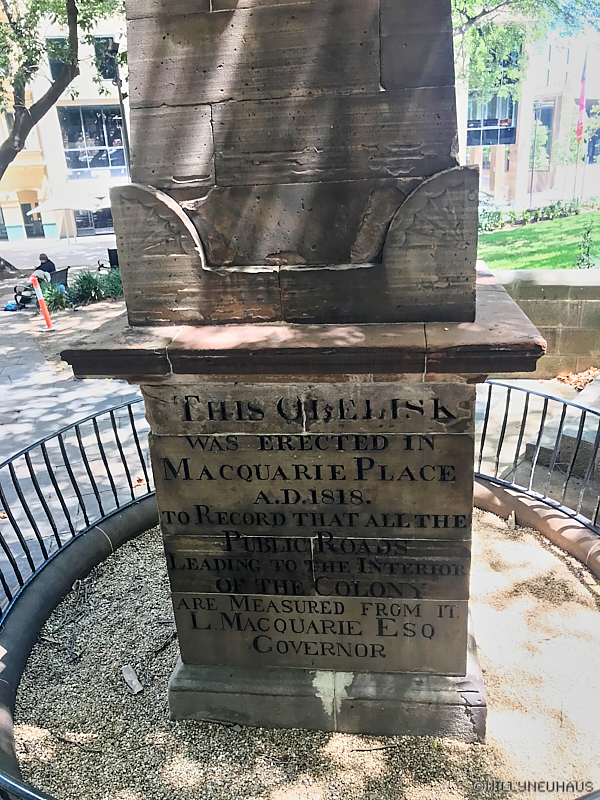 THIS OBELISK
WAS ERECTED IN
MACQUARIE PLACE
A.D.1818.
TO RECORD THAT ALL THE
PUBLIC ROADS
LEADING TO THE INTERIOR
OF THE COLONY
ARE MEASURED FROM IT.
L MACQUARIE ESQ
GOVERNOR
©WILLYNEUHAUS